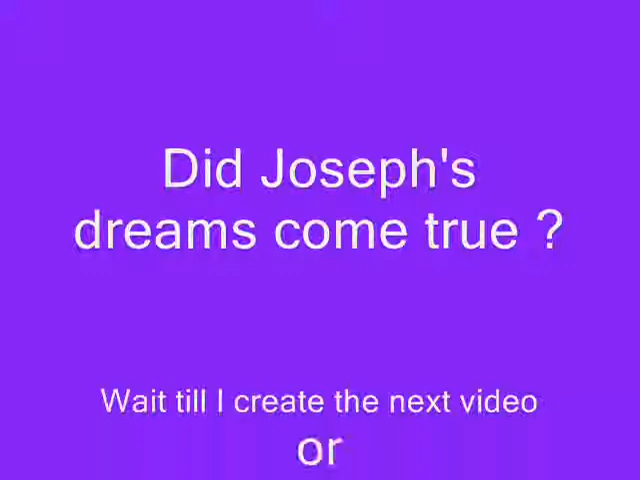 Did Joseph's
dreams come true ?
Wait till I create the next video
or